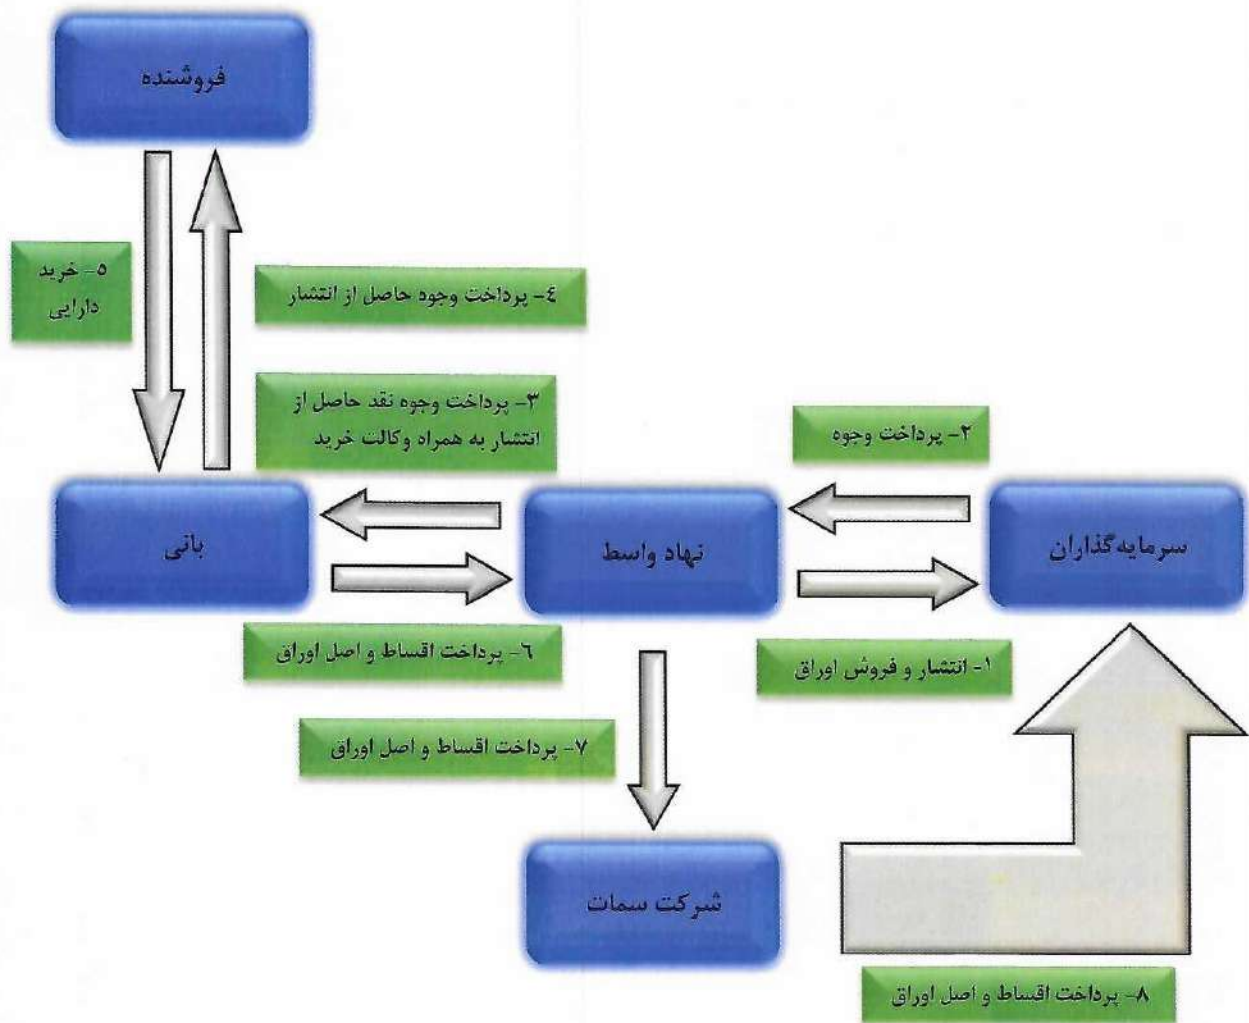 فروشنده
۵- خرید
دارایی
۴- پرداخت وجوه حاصل از انتشار
۳- پرداخت وجوه نقد حاصل از
انتشار به همراه وکالت خرید
۲- پرداخت وجوه
سرمایه‌گذاران
نهاد واسط
بانی
۱- انتشار و فروش اوراق
۶- پرداخت اقساط و اصل اوراق
۷- پرداخت اقساط و اصل اوراق
شرکت سمات
۸- پرداخت اقساط و اصل اوراق